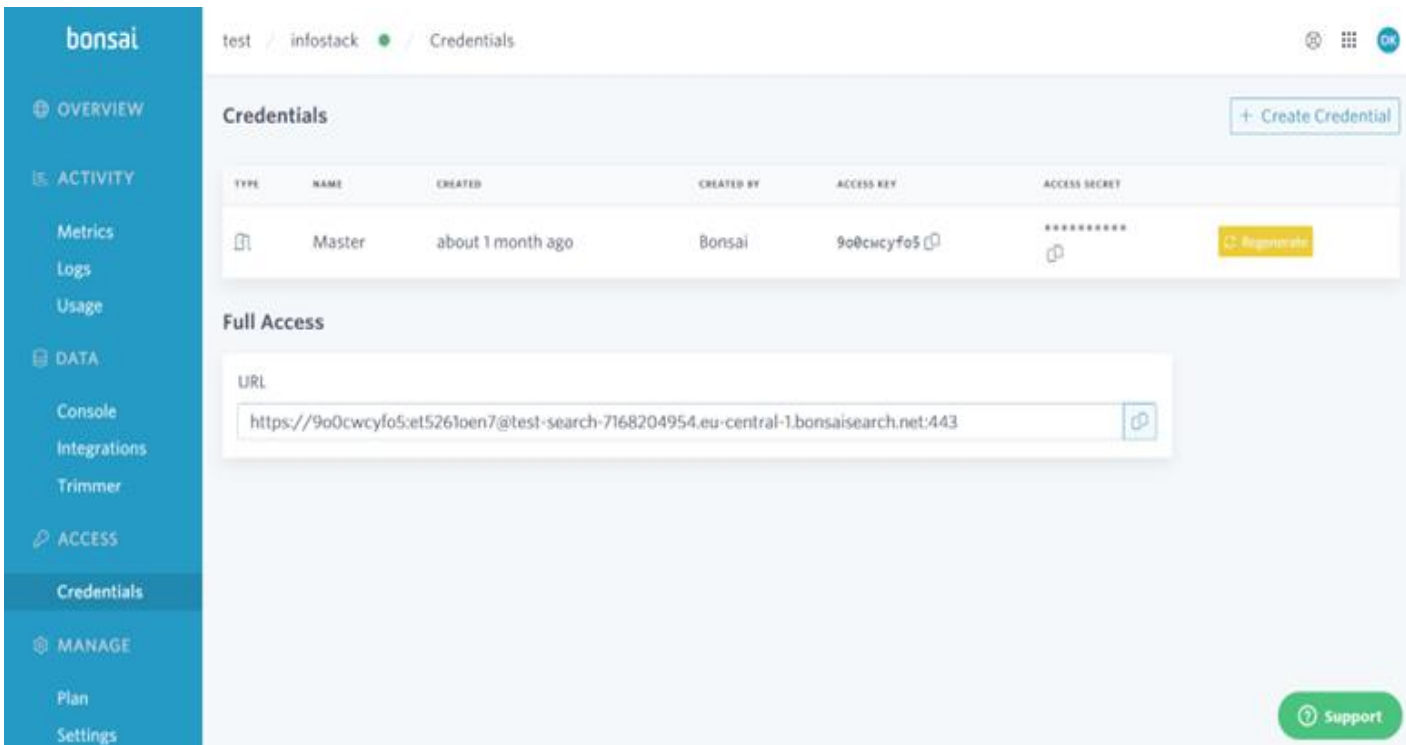 bonsai
test / infostack / Credentials
DK
OVERVIEW
ACTIVITY
Metrics
Logs
Usage
DATA
Console
Integrations
Trimmer
ACCESS
Credentials
MANAGE
Plan
Settings
Credentials
+ Create Credential
TYPE NAME CREATED CREATED BY ACCESS KEY ACCESS SECRET
Master about 1 month ago Bonsai 9o0cwcyfo5 ********** Regenerate
Full Access
URL
https://9o0cwcyfo5:et5261oen7@test-search-7168204954.eu-central-1.bonsaisearch.net:443
Support